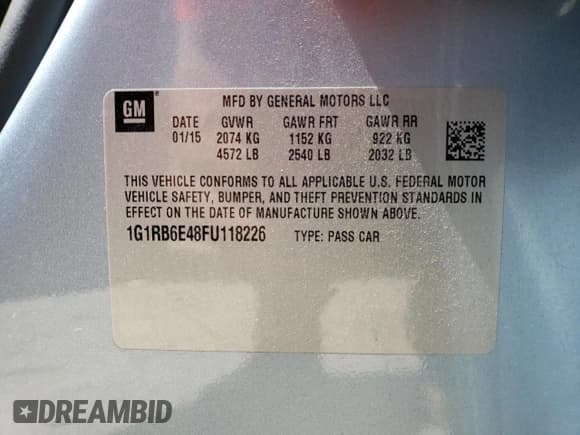 GM
MFD BY GENERAL MOTORS LLC
DATE GVWR GAWR FRT GAWR RR
01/15 2074 KG 1152 KG 922 KG
4572 LB 2540 LB 2032 LB
THIS VEHICLE CONFORMS TO ALL APPLICABLE U.S. FEDERAL MOTOR
VEHICLE SAFETY, BUMPER, AND THEFT PREVENTION STANDARDS IN
EFFECT ON THE DATE OF MANUFACTURE SHOWN ABOVE.
1G1RB6E48FU118226 TYPE: PASS CAR
DREAMBID